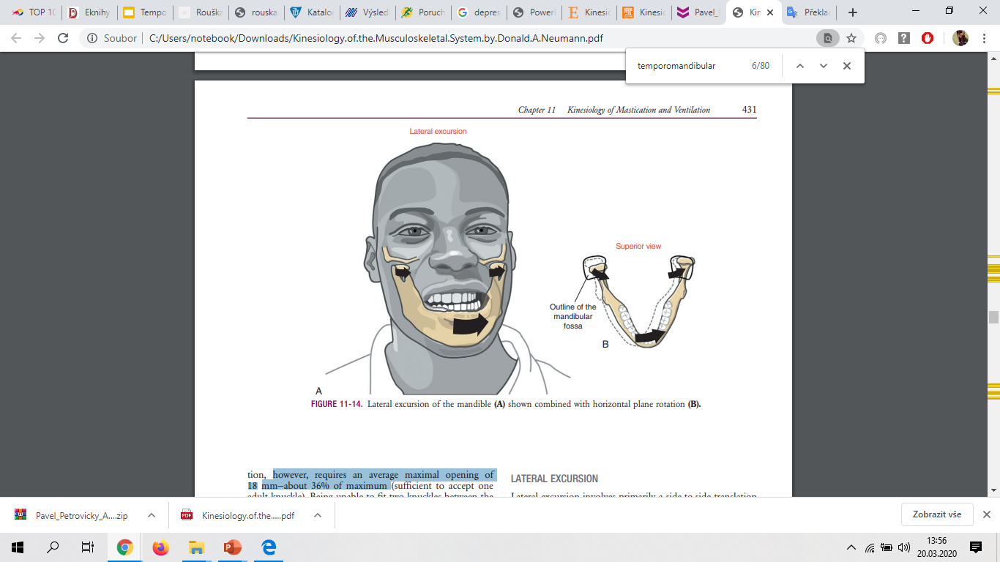 TOP 10
Eknihy
Tempo
Rouška
rouska
Katalo
Výsled
Poruch
depres
Power
Kinesio
Kinesio
Pavel_
Kin
Překla
Soubor
C:/Users/notebook/Downloads/Kinesiology.of.the.Musculoskeletal.System.by.Donald.A.Neumann.pdf
temporomandibular 6/80
Chapter 11 Kinesiology of Mastication and Ventilation 431
Lateral excursion
Superior view
Outline of the
mandibular
fossa
B
A
FIGURE 11-14. Lateral excursion of the mandible (A) shown combined with horizontal plane rotation (B).
tion, however, requires an average maximal opening of
18 mm—about 36% of maximum (sufficient to accept one
adult knuckle). Being unable to fit two knuckles between the
LATERAL EXCURSION
Lateral excursion involves primarily a side-to-side translation
Pavel_Petrovicky_A....zip
Kinesiology.of.the.....pdf
Zobrazit vše
13:56
20.03.2020